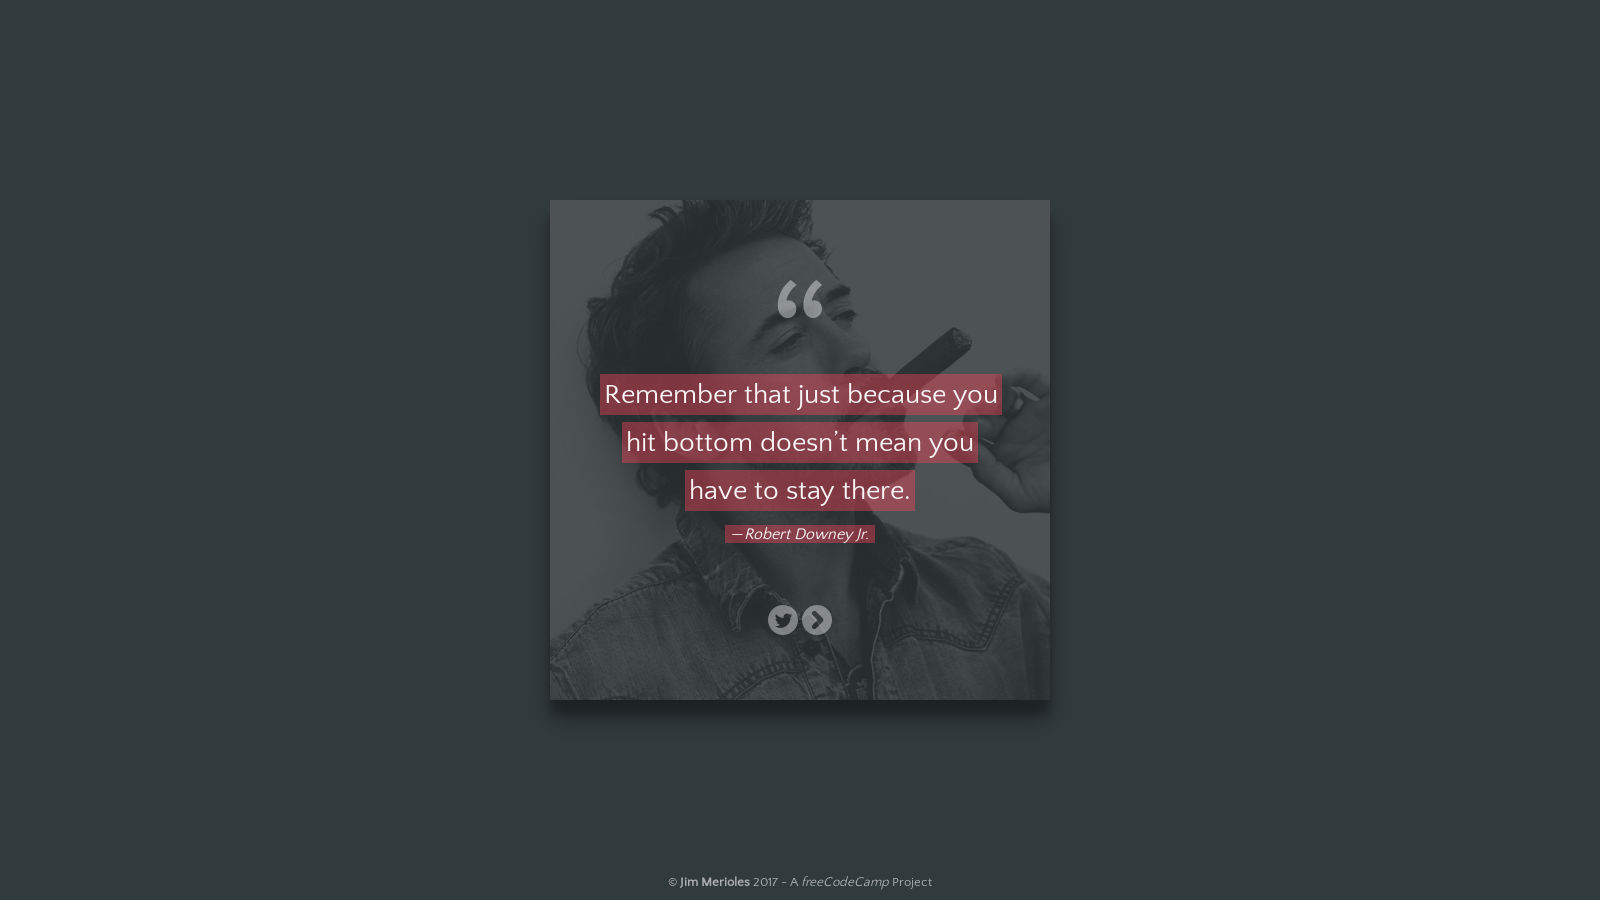 “
Remember that just because you
hit bottom doesn’t mean you
have to stay there.
—Robert Downey Jr.
© Jim Merioles 2017 - A freeCodeCamp Project